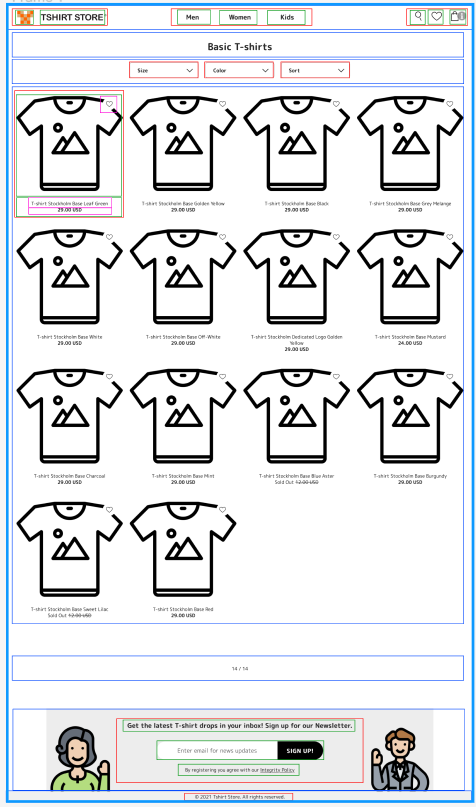 TSHIRT STORE
Men Women Kids
Basic T-shirts
Size Color Sort
T-shirt Stockholm Base Leaf Green
29.00 USD
T-shirt Stockholm Base Golden Yellow
29.00 USD
T-shirt Stockholm Base Black
29.00 USD
T-shirt Stockholm Base Grey Melange
29.00 USD
T-shirt Stockholm Base White
29.00 USD
T-shirt Stockholm Base Off-White
29.00 USD
T-shirt Stockholm Dedicated Logo Golden
Yellow
29.00 USD
T-shirt Stockholm Base Mustard
24.00 USD
T-shirt Stockholm Base Charcoal
29.00 USD
T-shirt Stockholm Base Mint
29.00 USD
T-shirt Stockholm Base Blue Aster
Sold Out 12.00 USD
T-shirt Stockholm Base Burgundy
29.00 USD
T-shirt Stockholm Base Sweet Lilac
Sold Out 12.00 USD
T-shirt Stockholm Base Red
29.00 USD
14 / 14
Get the latest T-shirt drops in your inbox! Sign up for our Newsletter.
Enter email for news updates SIGN UP!
By registering you agree with our Integrity Policy
© 2021 Tshirt Store. All rights reserved.